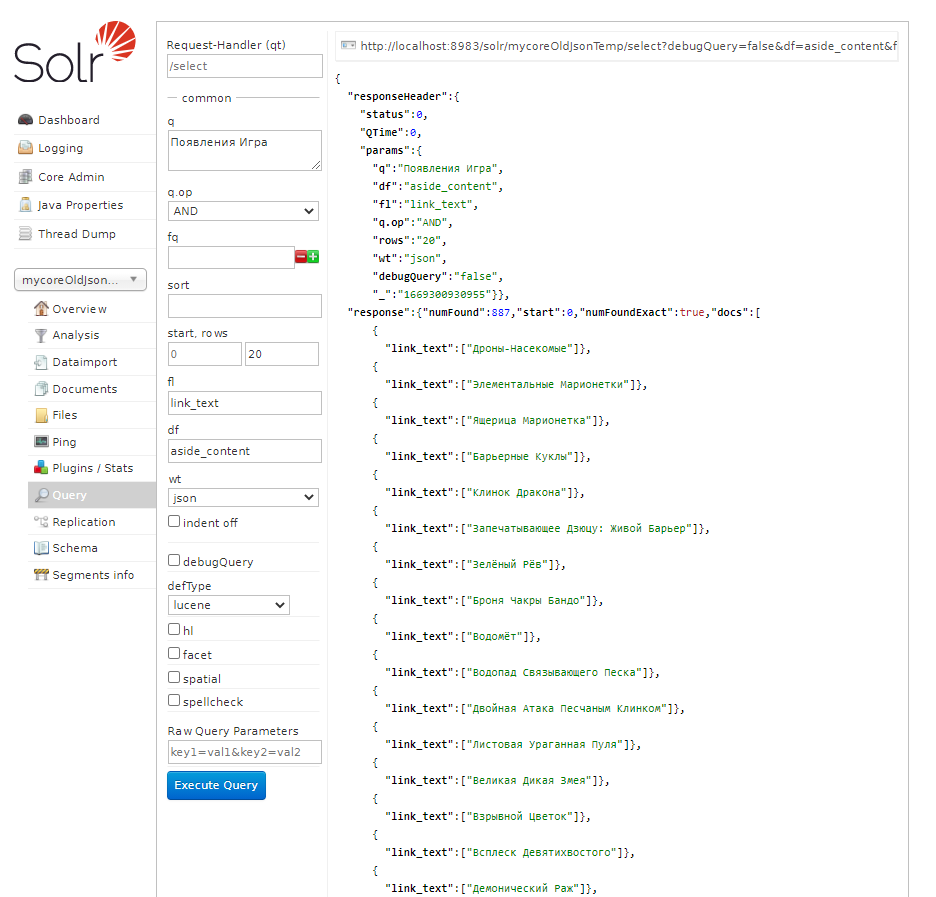 Solr
Dashboard
Logging
Core Admin
Java Properties
Thread Dump
mycoreOldJson...
Overview
Analysis
Dataimport
Documents
Files
Ping
Plugins / Stats
Query
Replication
Schema
Segments info
Request-Handler (qt)
/select
common
q
Появления Игра
q.op
AND
fq
sort
start, rows
0 20
fl
link_text
df
aside_content
wt
json
indent off
debugQuery
defType
lucene
hl
facet
spatial
spellcheck
Raw Query Parameters
key1=val1&key2=val2
Execute Query
http://localhost:8983/solr/mycoreOldJsonTemp/select?debugQuery=false&df=aside_content&f
{
"responseHeader":{
"status":0,
"QTime":0,
"params":{
"q":"Появления Игра",
"df":"aside_content",
"fl":"link_text",
"q.op":"AND",
"rows":"20",
"wt":"json",
"debugQuery":"false",
"_":"1669300930955"}},
"response":{"numFound":887,"start":0,"numFoundExact":true,"docs":[
{
"link_text":["Дроны-Насекомые"]},
{
"link_text":["Элементальные Марионетки"]},
{
"link_text":["Ящерица Марионетка"]},
{
"link_text":["Барьерные Куклы"]},
{
"link_text":["Клинок Дракона"]},
{
"link_text":["Запечатывающее Дзюцу: Живой Барьер"]},
{
"link_text":["Зелёный Рёв"]},
{
"link_text":["Броня Чакры Бандо"]},
{
"link_text":["Водомёт"]},
{
"link_text":["Водопад Связывающего Песка"]},
{
"link_text":["Двойная Атака Песчаным Клинком"]},
{
"link_text":["Листовая Ураганная Пуля"]},
{
"link_text":["Великая Дикая Змея"]},
{
"link_text":["Взрывной Цветок"]},
{
"link_text":["Всплеск Девятихвостого"]},
{
"link_text":["Демонический Раж"]},